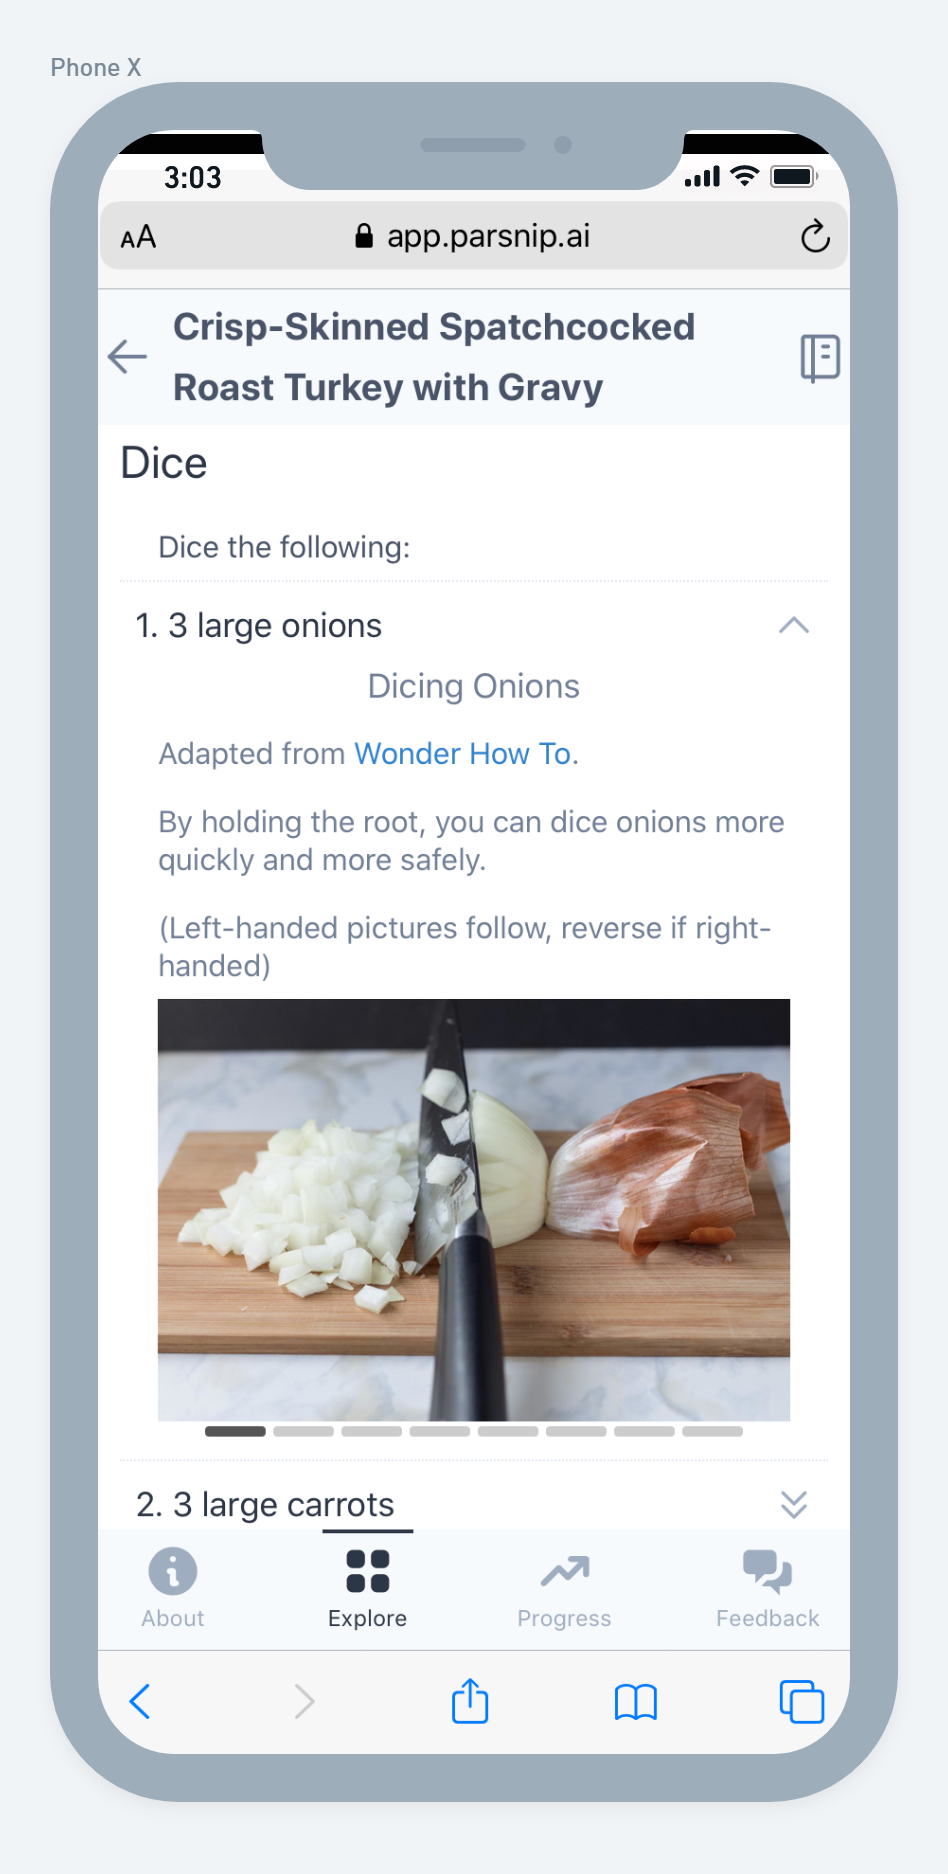 Phone X
3:03
AA
app.parsnip.ai
Crisp-Skinned Spatchcocked
Roast Turkey with Gravy
Dice
Dice the following:
1. 3 large onions
Dicing Onions
Adapted from Wonder How To.
By holding the root, you can dice onions more
quickly and more safely.
(Left-handed pictures follow, reverse if right-
handed)
2. 3 large carrots
About
Explore
Progress
Feedback